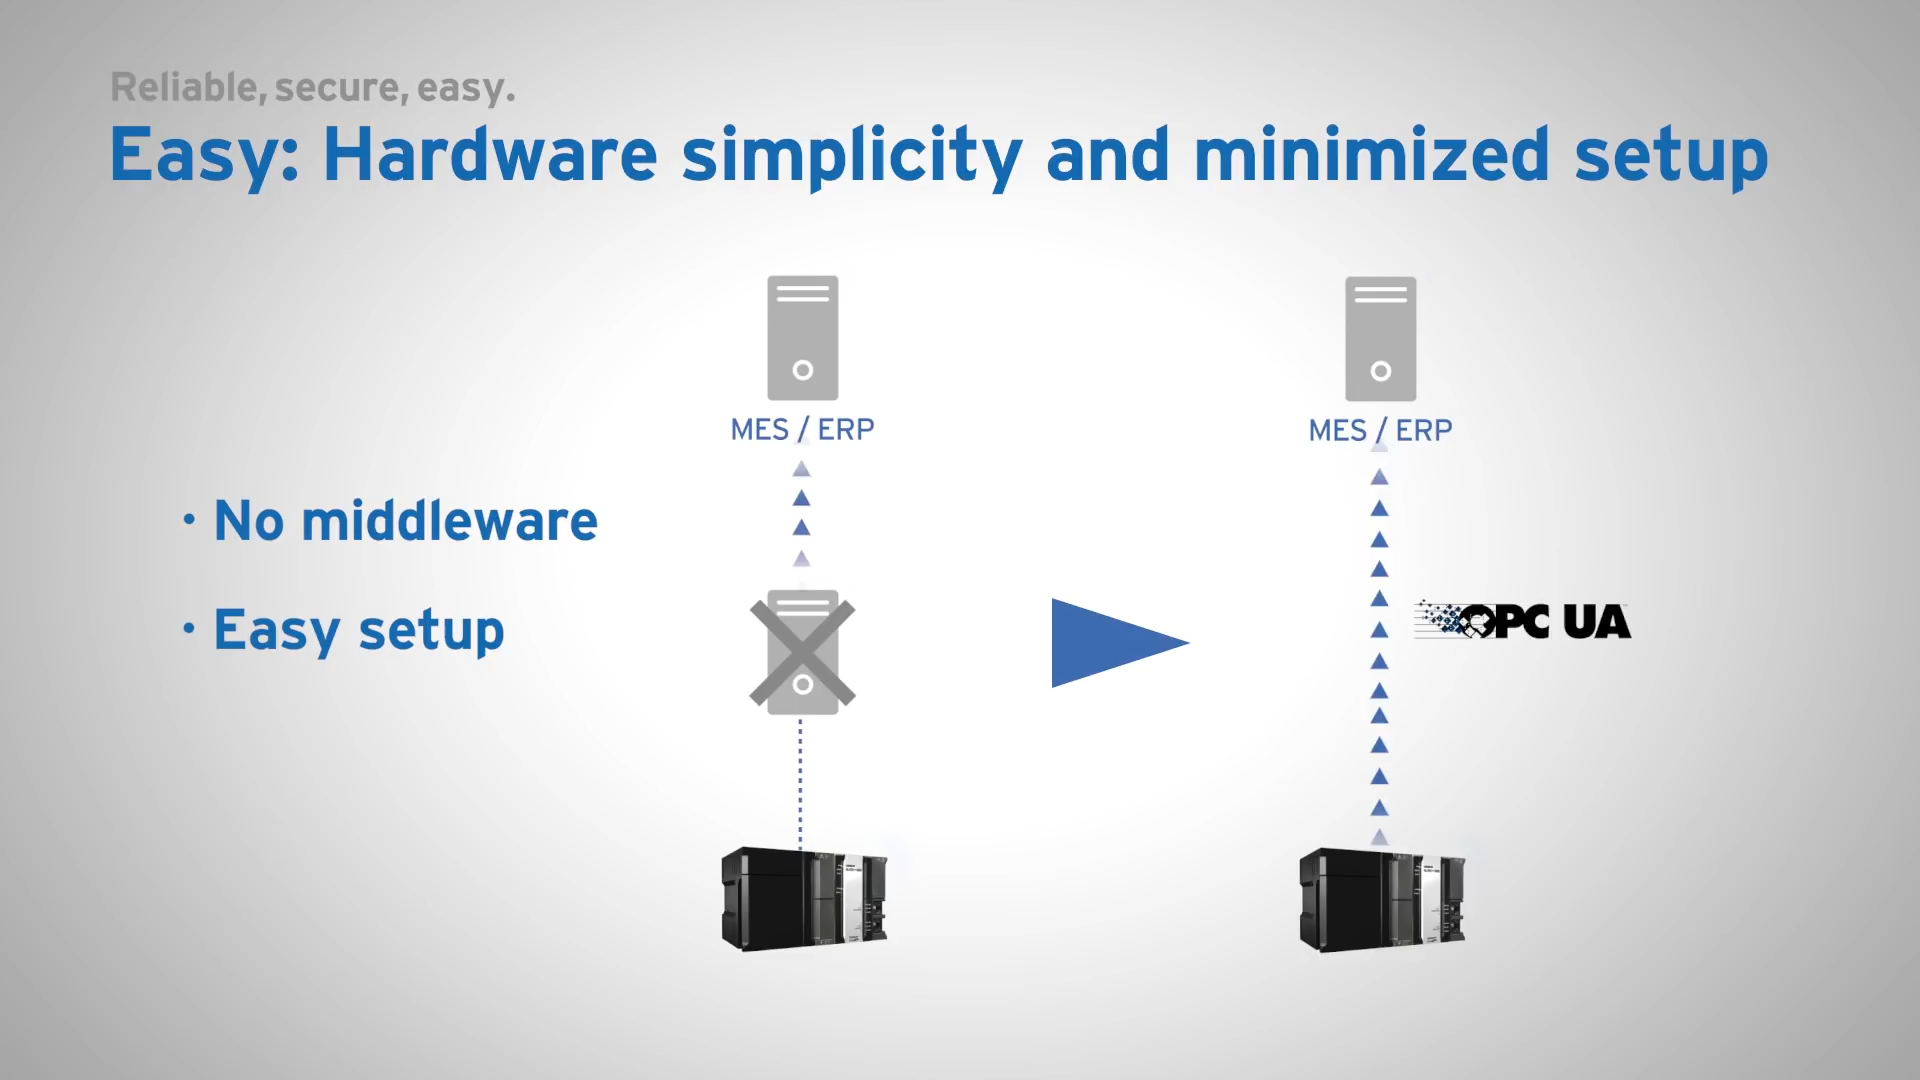 Reliable, secure, easy.
Easy: Hardware simplicity and minimized setup
MES / ERP
MES / ERP
· No middleware
· Easy setup
OPC UA